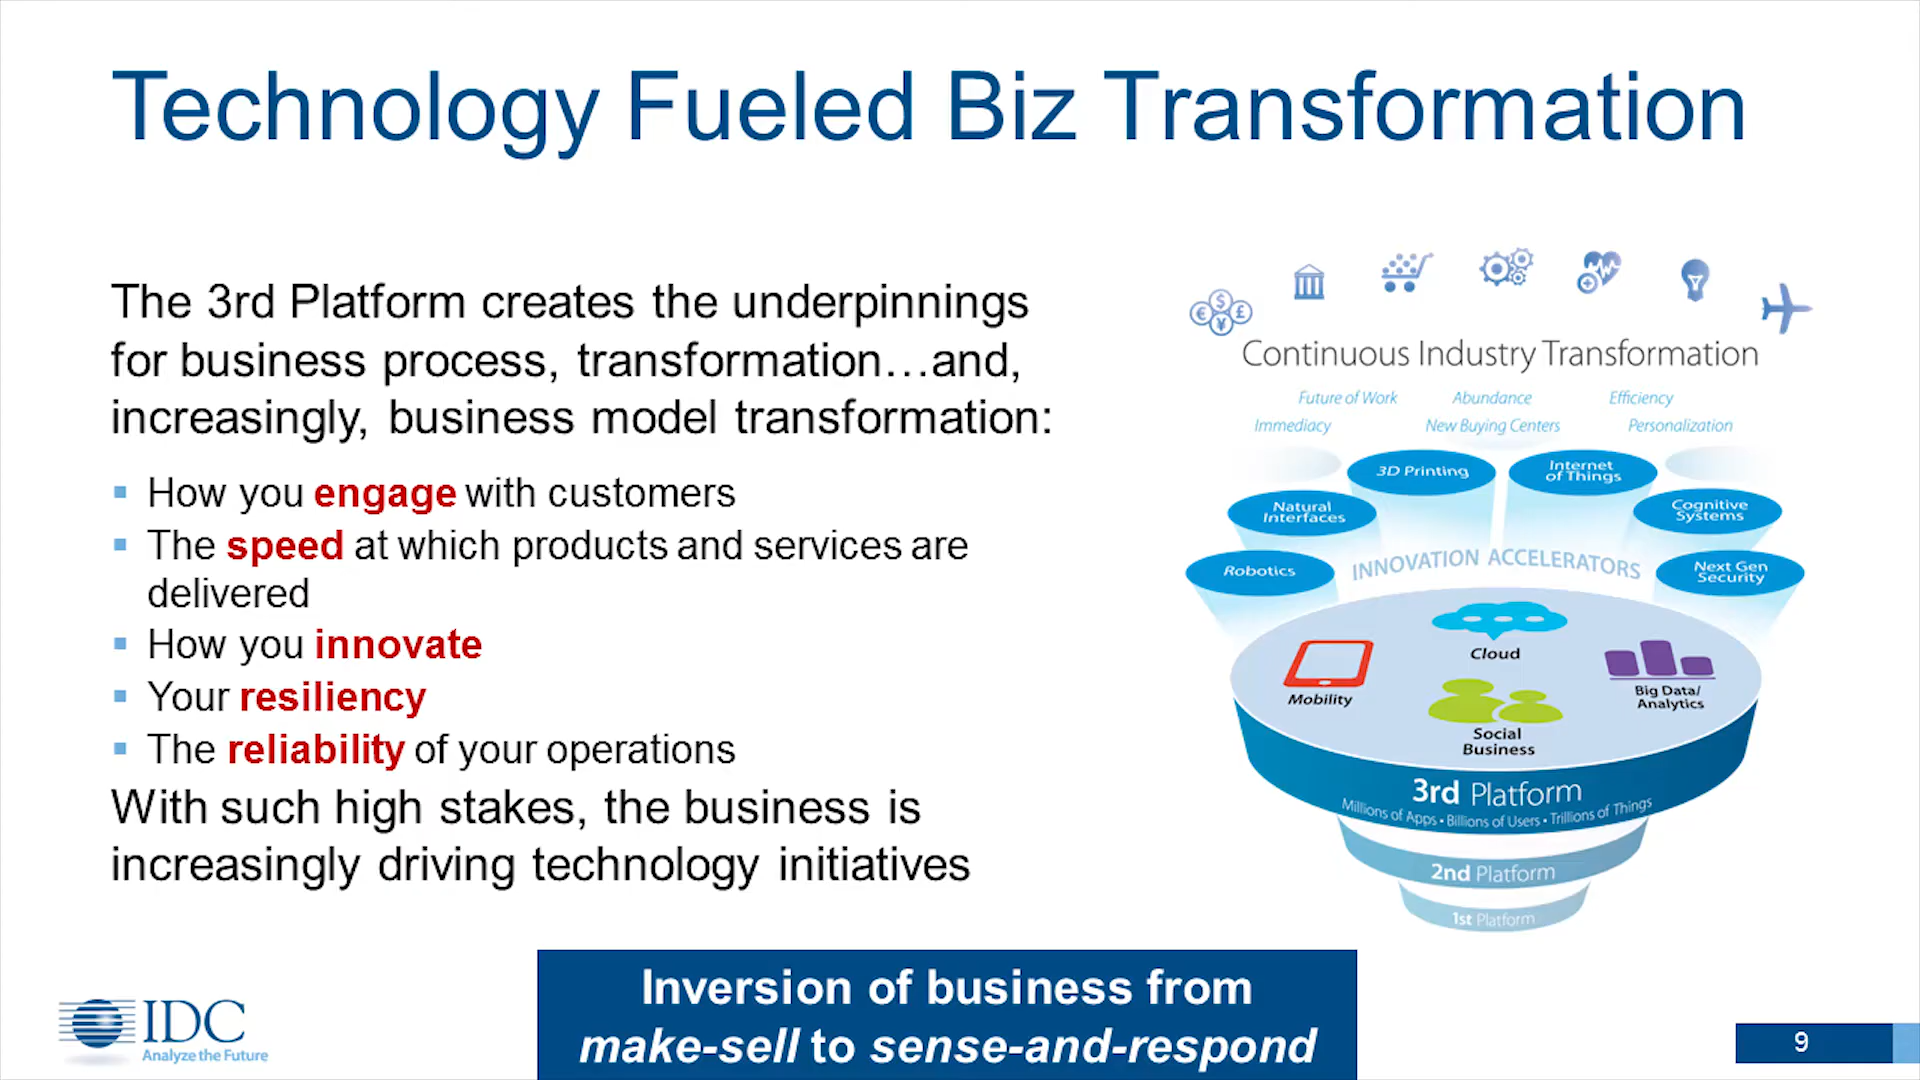 Technology Fueled Biz Transformation
The 3rd Platform creates the underpinnings
for business process, transformation…and,
increasingly, business model transformation:
How you engage with customers
The speed at which products and services are
delivered
How you innovate
Your resiliency
The reliability of your operations
With such high stakes, the business is
increasingly driving technology initiatives
$
€ £
¥
Continuous Industry Transformation
Future of Work Abundance Efficiency
Immediacy New Buying Centers Personalization
3D Printing
Internet
of Things
Natural
Interfaces
Cognitive
Systems
Robotics
INNOVATION ACCELERATORS
Next Gen
Security
Cloud
Mobility
Big Data/
Analytics
Social
Business
3rd Platform
Millions of Apps • Billions of Users • Trillions of Things
2nd Platform
1st Platform
Inversion of business from
make-sell to sense-and-respond
IDC
Analyze the Future
9